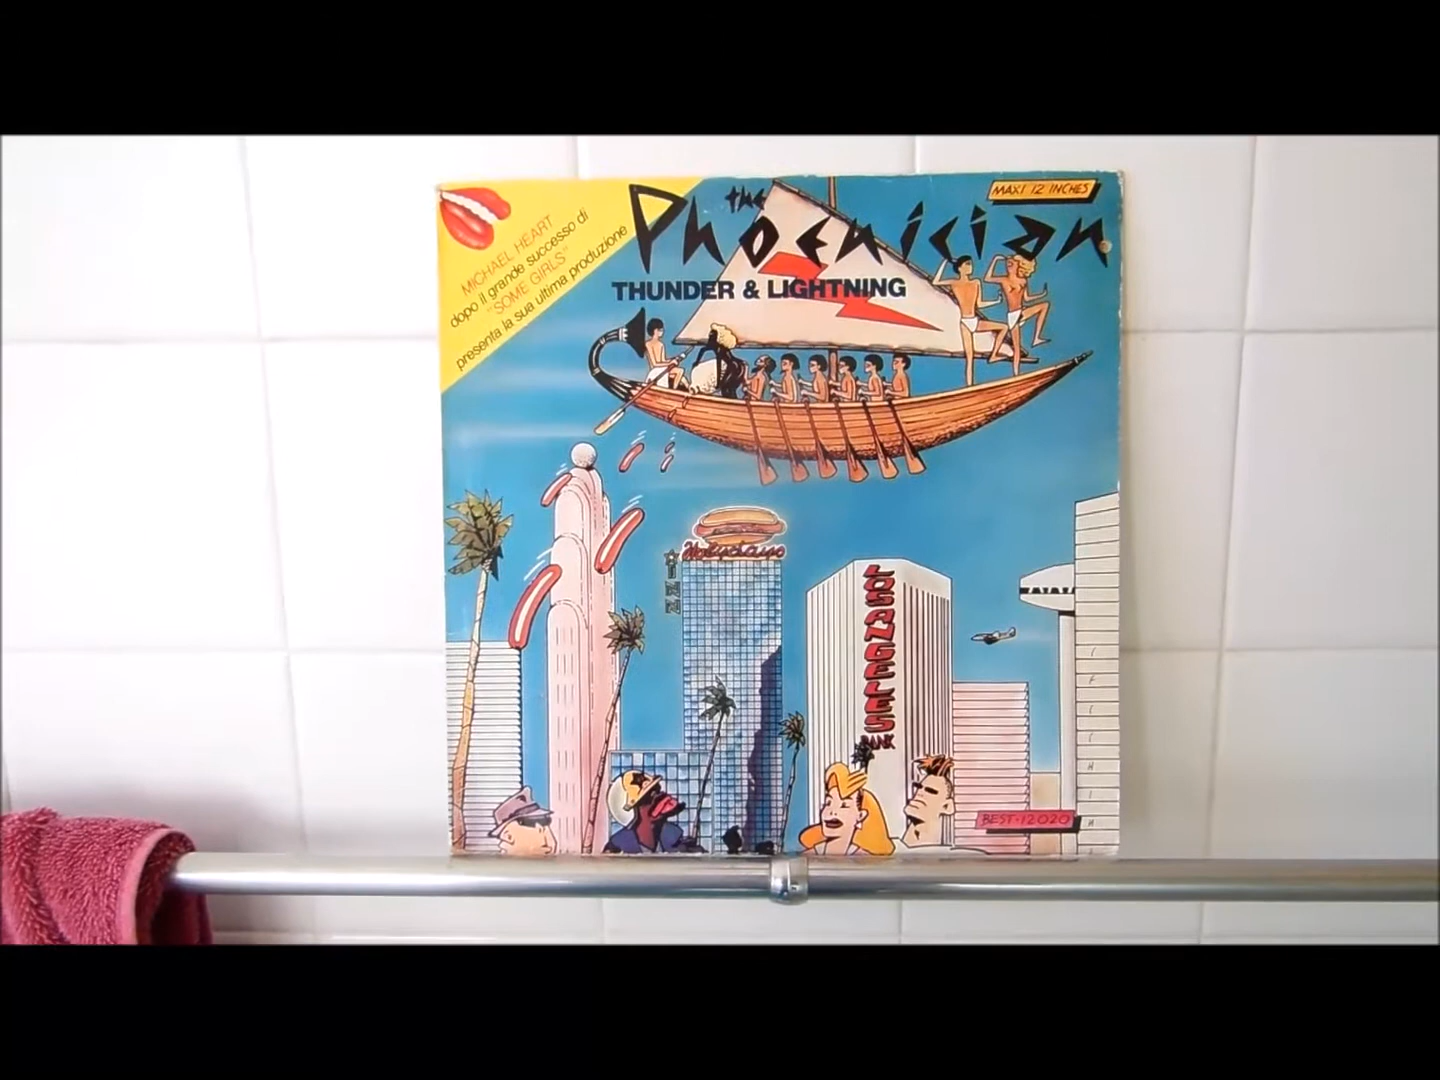 MICHAEL HEART
dopo il grande successo di
"SOME GIRLS"
presenta la sua ultima produzione
the
Phoenician
MAXI 12 INCHES
THUNDER & LIGHTNING
LOS ANGELES
BANK
BEST-12020